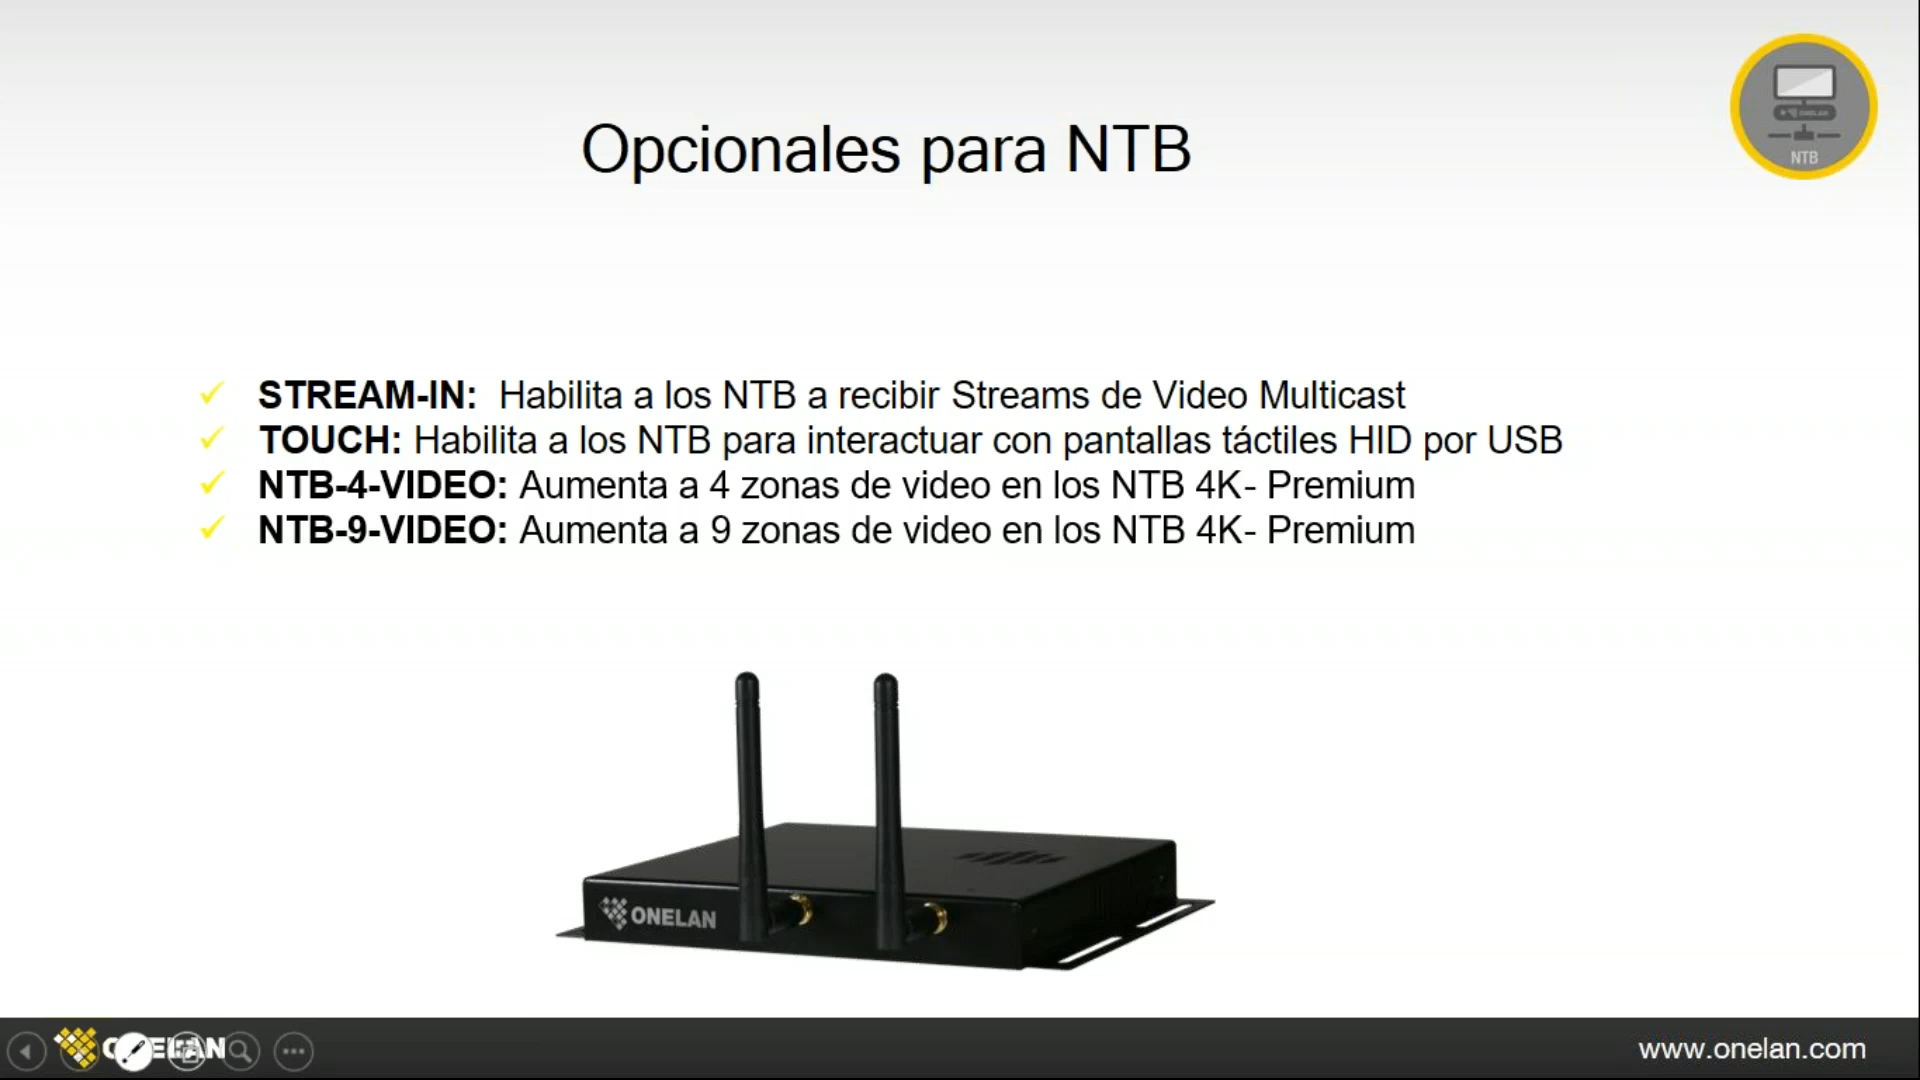 NTB
Opcionales para NTB
STREAM-IN: Habilita a los NTB a recibir Streams de Video Multicast
TOUCH: Habilita a los NTB para interactuar con pantallas táctiles HID por USB
NTB-4-VIDEO: Aumenta a 4 zonas de video en los NTB 4K- Premium
NTB-9-VIDEO: Aumenta a 9 zonas de video en los NTB 4K- Premium
ONELAN
ONELAN
www.onelan.com